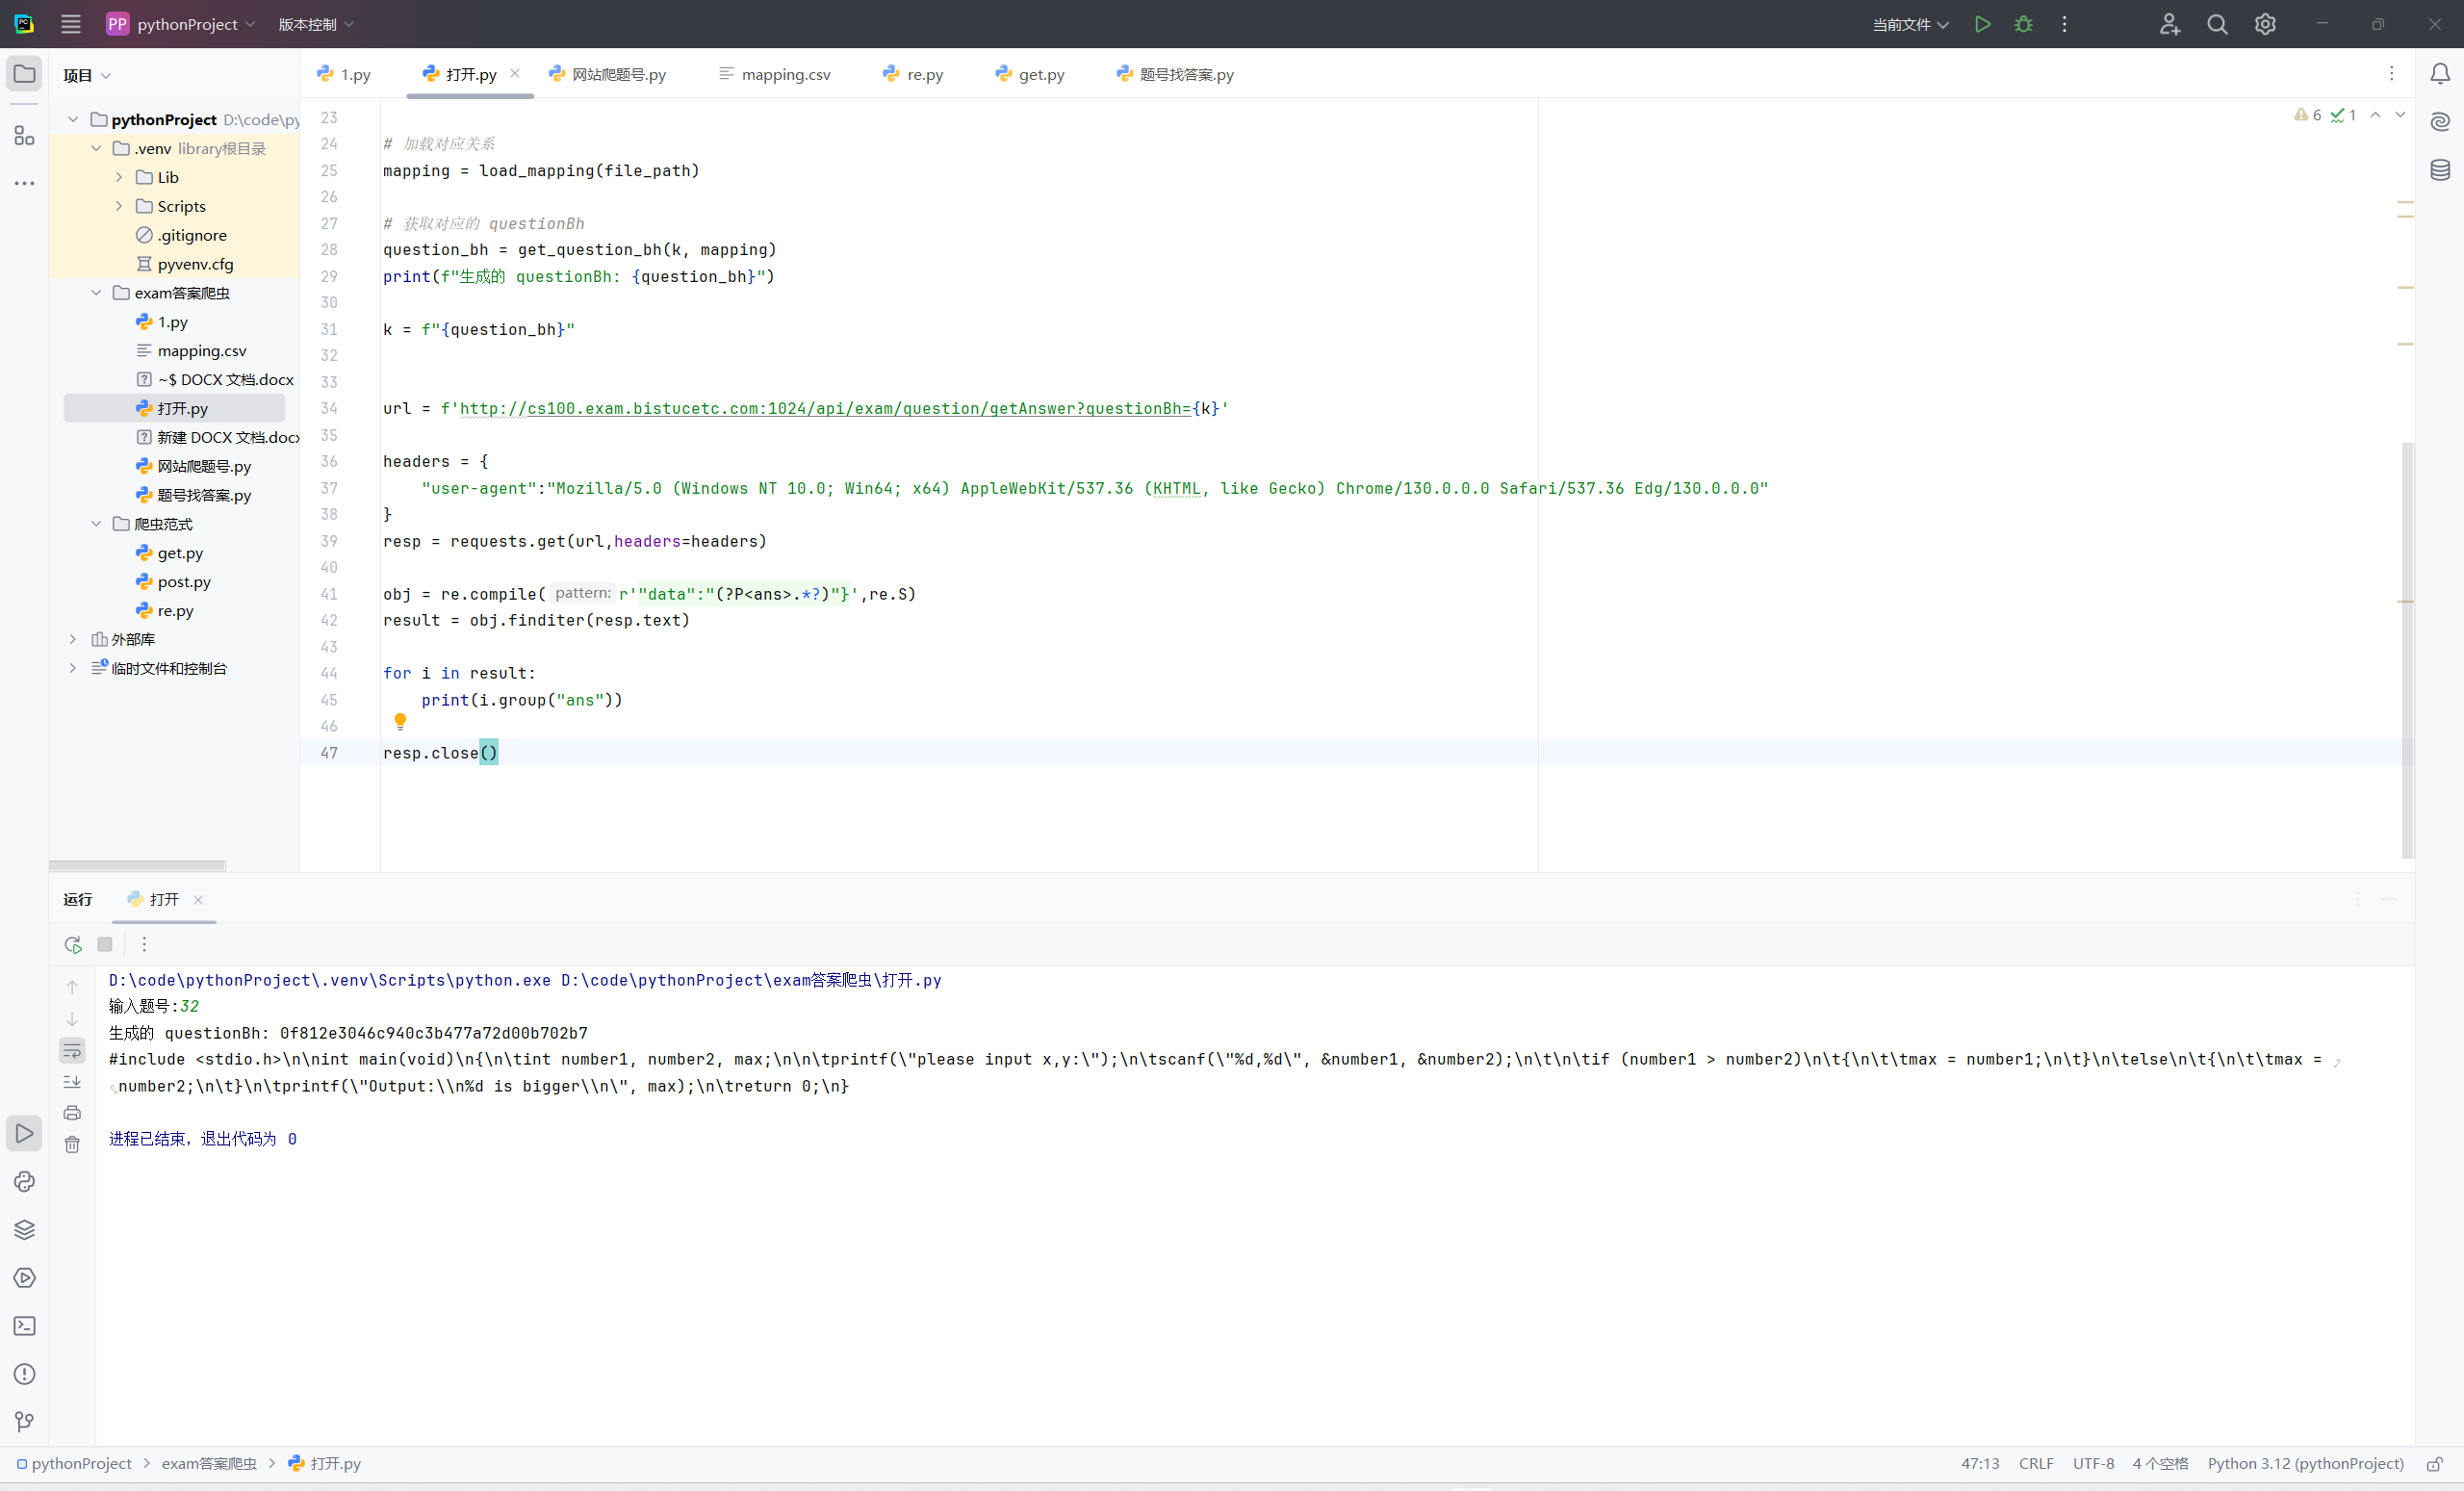 PP pythonProject 版本控制 当前文件
项目
1.py 打开.py 网站爬题号.py mapping.csv re.py get.py 题号找答案.py
pythonProject D:\code\py
.venv library根目录
Lib
Scripts
.gitignore
pyvenv.cfg
exam答案爬虫
1.py
mapping.csv
~$ DOCX 文档.docx
打开.py
新建 DOCX 文档.docx
网站爬题号.py
题号找答案.py
爬虫范式
get.py
post.py
re.py
外部库
临时文件和控制台
6 1
23
24 # 加载对应关系
25 mapping = load_mapping(file_path)
26
27 # 获取对应的 questionBh
28 question_bh = get_question_bh(k, mapping)
29 print(f"生成的 questionBh: {question_bh}")
30
31 k = f"{question_bh}"
32
33
34 url = f'http://cs100.exam.bistucetc.com:1024/api/exam/question/getAnswer?questionBh={k}'
35
36 headers = {
37 "user-agent":"Mozilla/5.0 (Windows NT 10.0; Win64; x64) AppleWebKit/537.36 (KHTML, like Gecko) Chrome/130.0.0.0 Safari/537.36 Edg/130.0.0.0"
38 }
39 resp = requests.get(url,headers=headers)
40
41 obj = re.compile( pattern: r'"data":"(?P<ans>.*?)"}',re.S)
42 result = obj.finditer(resp.text)
43
44 for i in result:
45 print(i.group("ans"))
46
47 resp.close()
运行 打开
D:\code\pythonProject\.venv\Scripts\python.exe D:\code\pythonProject\exam答案爬虫\打开.py
输入题号:32
生成的 questionBh: 0f812e3046c940c3b477a72d00b702b7
#include <stdio.h>\n\nint main(void)\n{\n\tint number1, number2, max;\n\n\tprintf(\"please input x,y:\");\n\tscanf(\"%d,%d\", &number1, &number2);\n\t\n\tif (number1 > number2)\n\t{\n\t\tmax = number1;\n\t}\n\telse\n\t{\n\t\tmax =
number2;\n\t}\n\tprintf(\"Output:\\n%d is bigger\\n\", max);\n\treturn 0;\n}
进程已结束，退出代码为 0
pythonProject exam答案爬虫 打开.py 47:13 CRLF UTF-8 4 个空格 Python 3.12 (pythonProject)